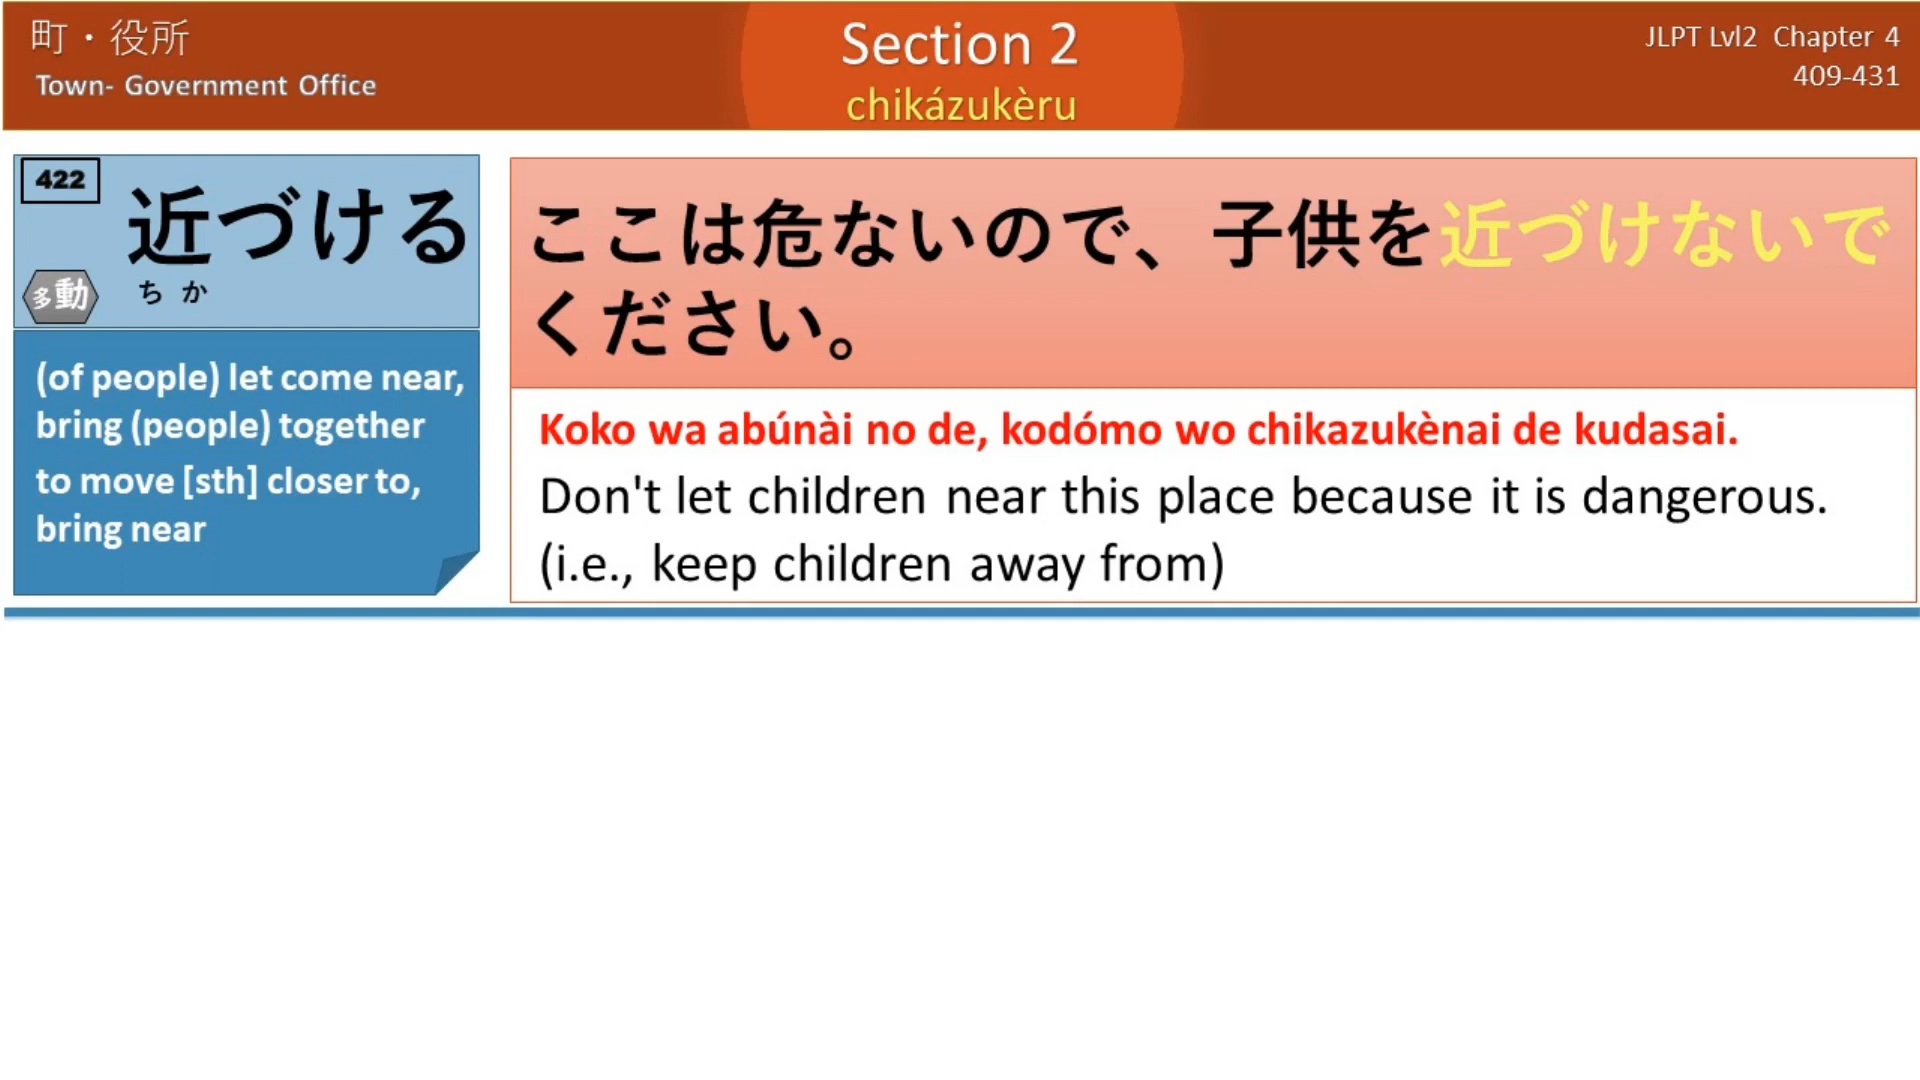 町・役所
Town- Government Office
Section 2
chikázukèru
JLPT Lvl2 Chapter 4
409-431
422
近づける
多動
ちか
(of people) let come near,
bring (people) together
to move [sth] closer to,
bring near
ここは危ないので、子供を近づけないで
ください。
Koko wa abúnài no de, kodómo wo chikazukènai de kudasai.
Don't let children near this place because it is dangerous.
(i.e., keep children away from)